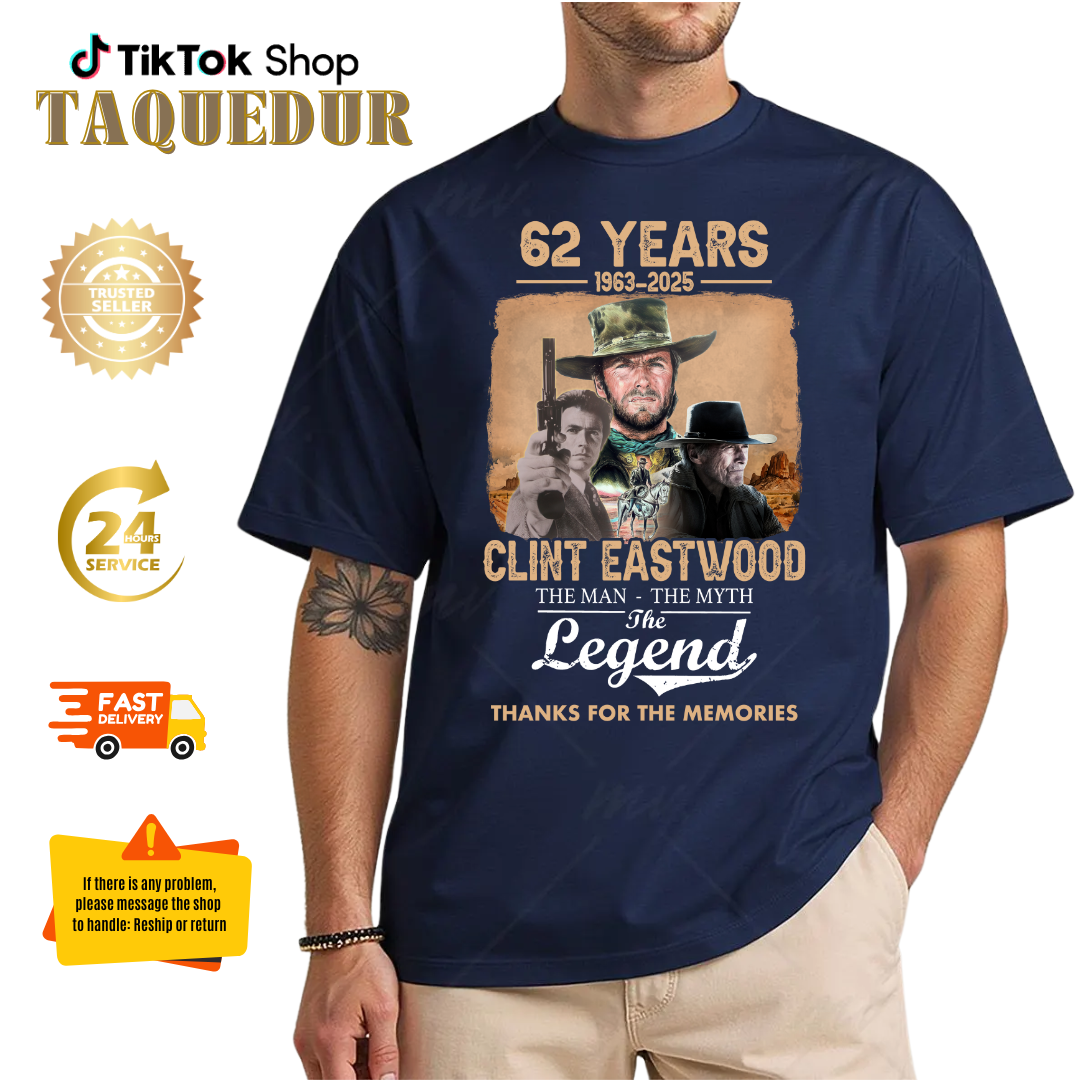 TikTok Shop
TAQUEDUR
TRUSTED
SELLER
24
HOURS
SERVICE
FAST
DELIVERY
If there is any problem,
please message the shop
to handle: Reship or return
62 YEARS
1963-2025
CLINT EASTWOOD
THE MAN - THE MYTH
The
Legend
THANKS FOR THE MEMORIES